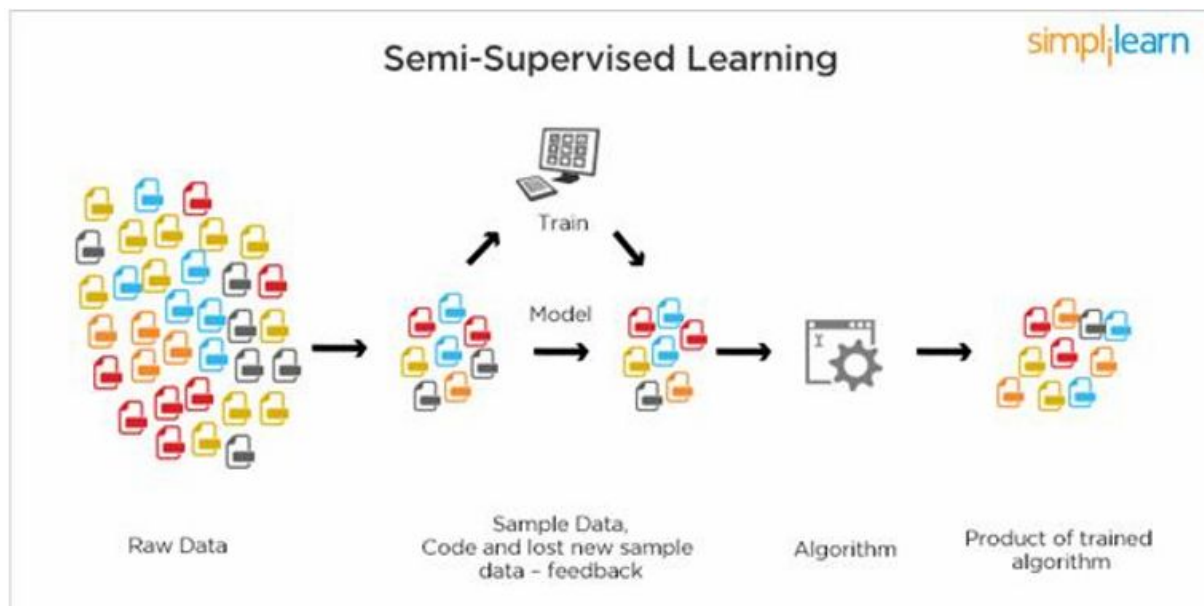 Semi-Supervised Learning
simplilearn
Train
Model
Raw Data
Sample Data,
Code and lost new sample
data – feedback
Algorithm
Product of trained
algorithm